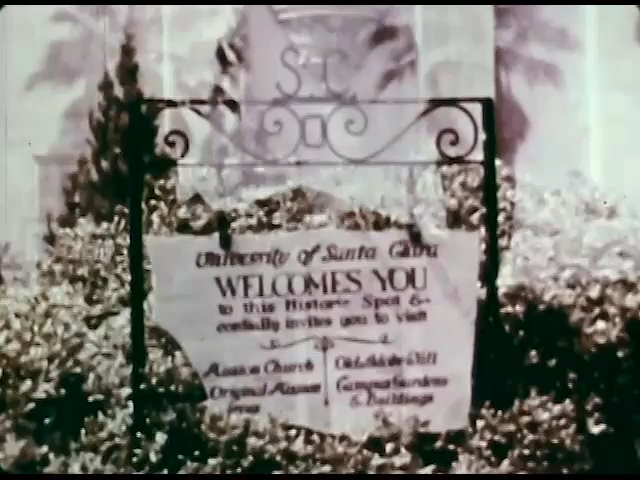 S.C.
University of Santa Clara
WELCOMES YOU
to this Historic Spot &
cordially invites you to visit
Mission Church
Original Mission
Cross
Old Adobe Wall
Campus Gardens
& Buildings